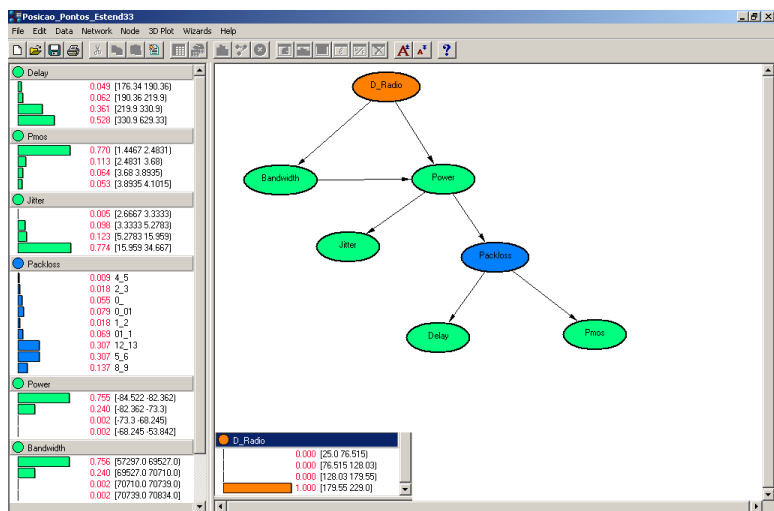 Posicao_Pontos_Estend33
File Edit Data Network Node 3D Plot Wizards Help
Delay
0.049 [176.34 190.36)
0.062 [190.36 219.9)
0.361 [219.9 330.9)
0.528 [330.9 629.33)
Pmos
0.770 [1.4467 2.4831)
0.113 [2.4831 3.68)
0.064 [3.68 3.8935)
0.053 [3.8935 4.1015)
Jitter
0.005 [2.6667 3.3333)
0.098 [3.3333 5.2783)
0.123 [5.2783 15.959)
0.774 [15.959 34.667)
Packloss
0.009 4_5
0.018 2_3
0.055 0_
0.079 0_01
0.018 1_2
0.069 01_1
0.307 12_13
0.307 5_6
0.137 8_9
Power
0.755 [-84.522 -82.362)
0.240 [-82.362 -73.3)
0.002 [-73.3 -68.245)
0.002 [-68.245 -53.842)
Bandwidth
0.756 [57297.0 69527.0)
0.240 [69527.0 70710.0)
0.002 [70710.0 70739.0)
0.002 [70739.0 70834.0)
D_Radio
Bandwidth
Power
Jitter
Packloss
Delay
Pmos
D_Radio
0.000 [25.0 76.515)
0.000 [76.515 128.03)
0.000 [128.03 179.55)
1.000 [179.55 229.0)